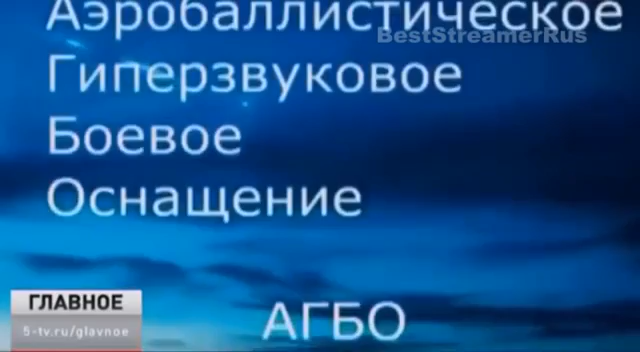 Аэробаллистическое
BestStreamerRus
Гиперзвуковое
Боевое
Оснащение
ГЛАВНОЕ
5-tv.ru/glavnoe
АГБО